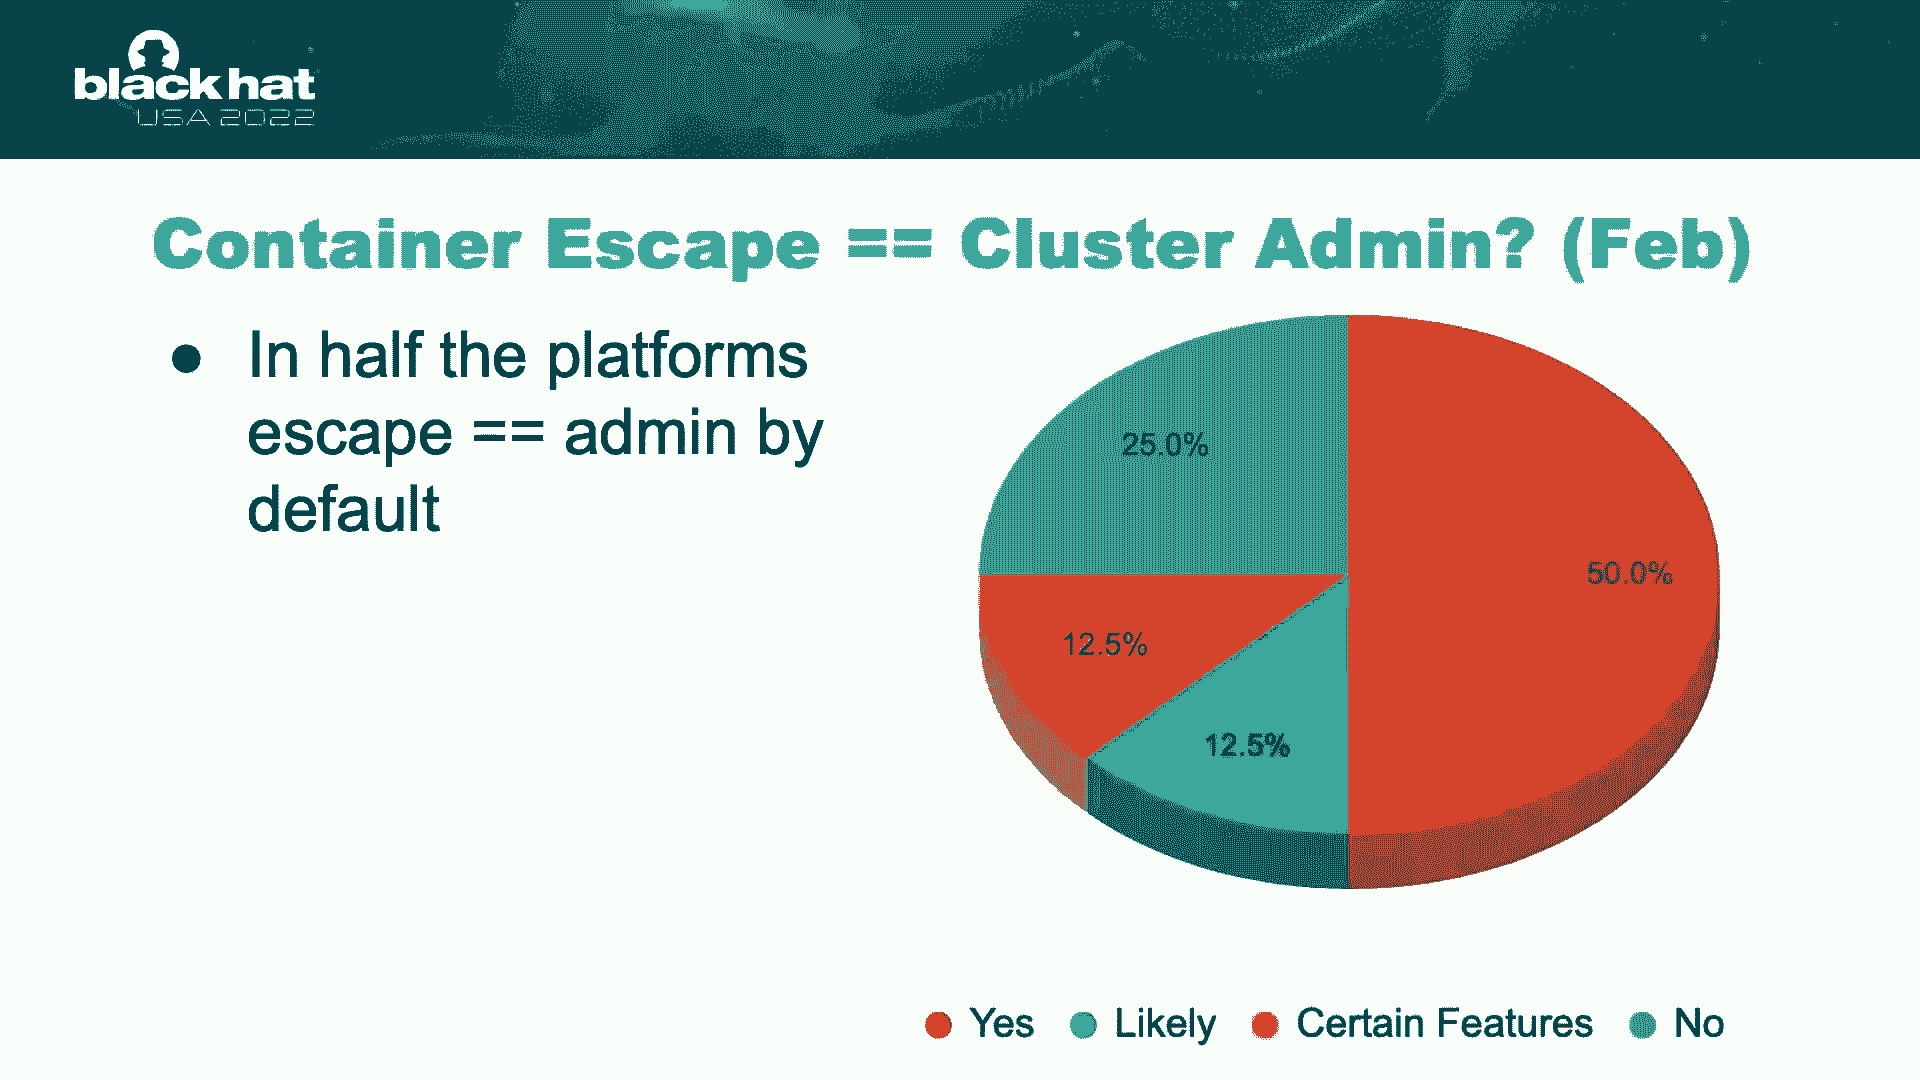 black hat
USA 2022
Container Escape == Cluster Admin? (Feb)
● In half the platforms
escape == admin by
default
25.0%
50.0%
12.5%
12.5%
Yes Likely Certain Features No